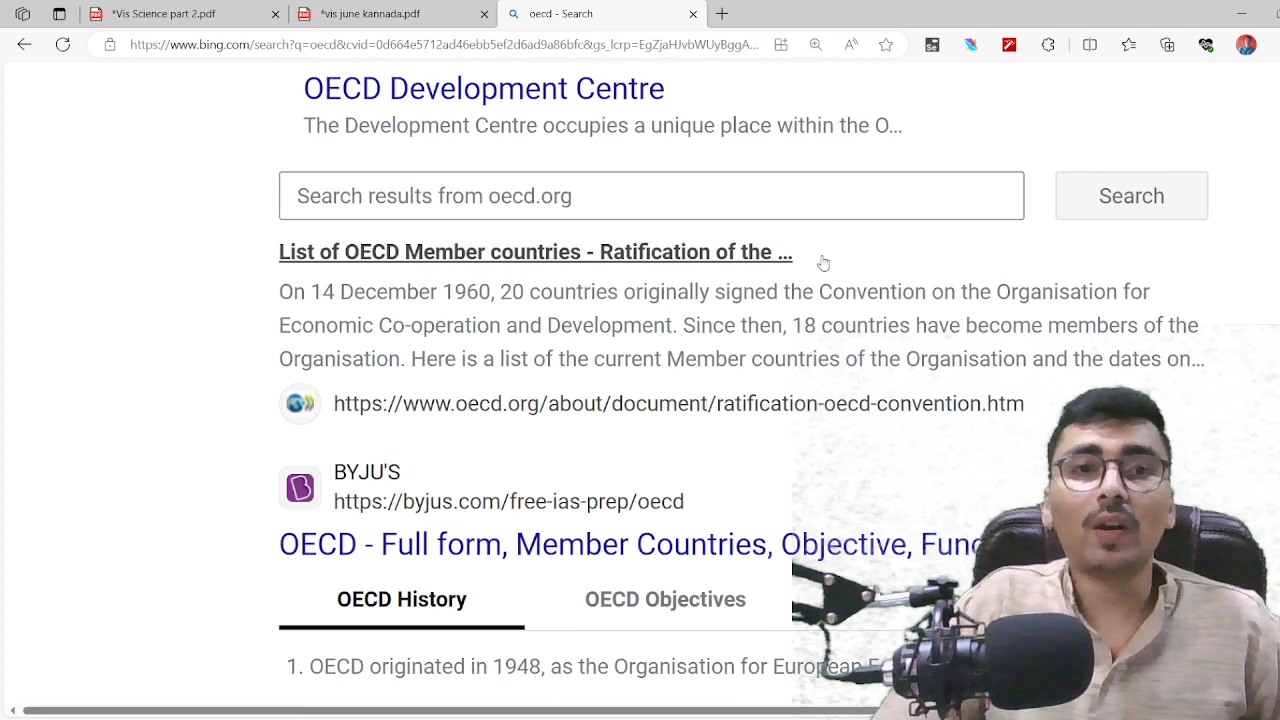 *Vis Science part 2.pdf
*vis june kannada.pdf
oecd - Search
https://www.bing.com/search?q=oecd&cvid=0d664e5712ad46ebb5ef2d6ad9a86bfc&gs_lcrp=EgZjaHJvbWUyBggA...
OECD Development Centre
The Development Centre occupies a unique place within the O...
Search results from oecd.org
Search
List of OECD Member countries - Ratification of the ...
On 14 December 1960, 20 countries originally signed the Convention on the Organisation for
Economic Co-operation and Development. Since then, 18 countries have become members of the
Organisation. Here is a list of the current Member countries of the Organisation and the dates on...
https://www.oecd.org/about/document/ratification-oecd-convention.htm
BYJU'S
https://byjus.com/free-ias-prep/oecd
OECD - Full form, Member Countries, Objective,
OECD History
OECD Objectives
1. OECD originated in 1948, as the Organisation for European